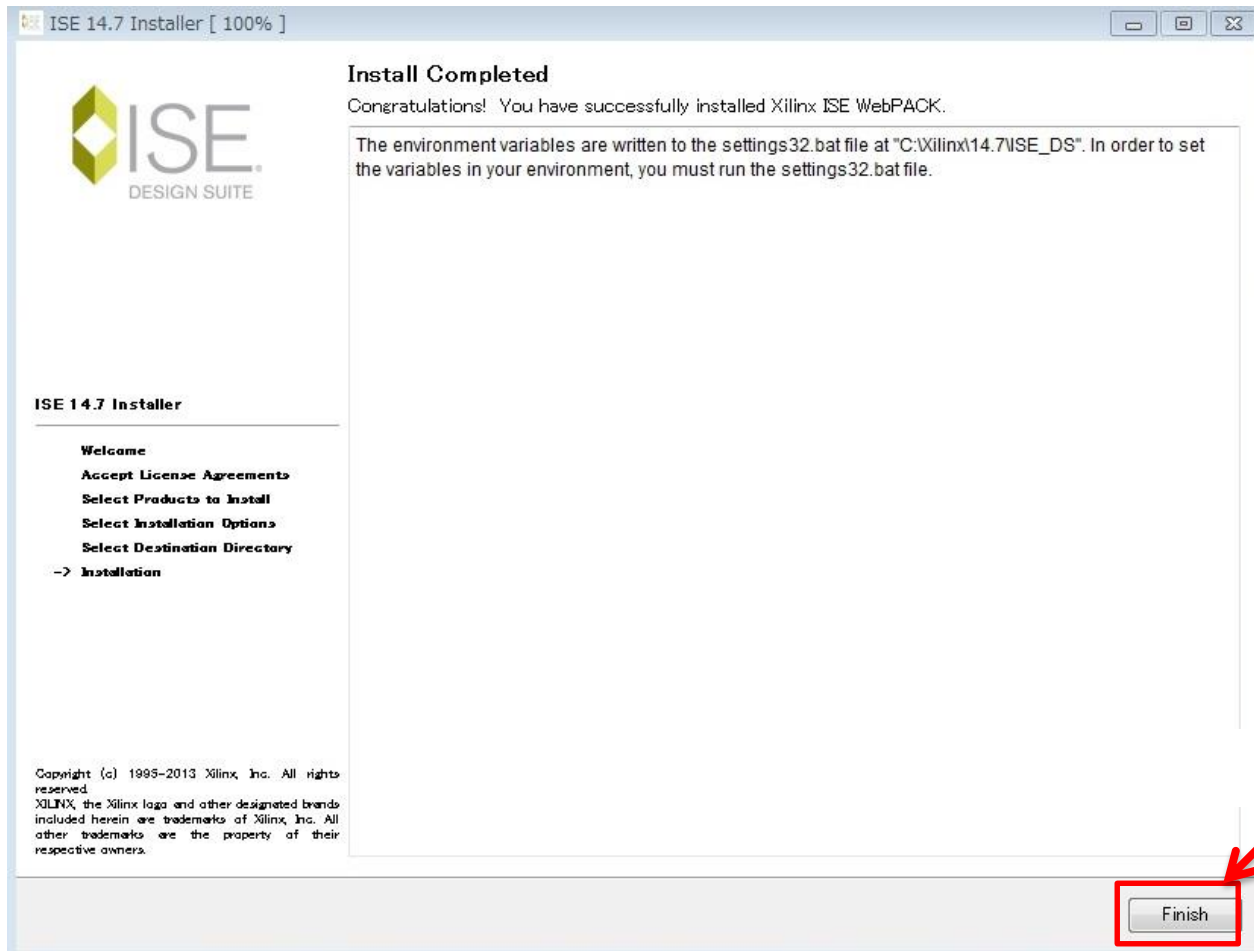 ISE 14.7 Installer [ 100% ]
ISE.
DESIGN SUITE
Install Completed
Congratulations! You have successfully installed Xilinx ISE WebPACK.
The environment variables are written to the settings32.bat file at "C:\Xilinx\14.7\ISE_DS". In order to set
the variables in your environment, you must run the settings32.bat file.
ISE 14.7 Installer
Welcome
Accept License Agreements
Select Products to Install
Select Installation Options
Select Destination Directory
-> Installation
Copyright (c) 1995-2013 Xilinx, Inc. All rights
reserved.
XILINX, the Xilinx logo and other designated brands
included herein are trademarks of Xilinx, Inc. All
other trademarks are the property of their
respective owners.
Finish